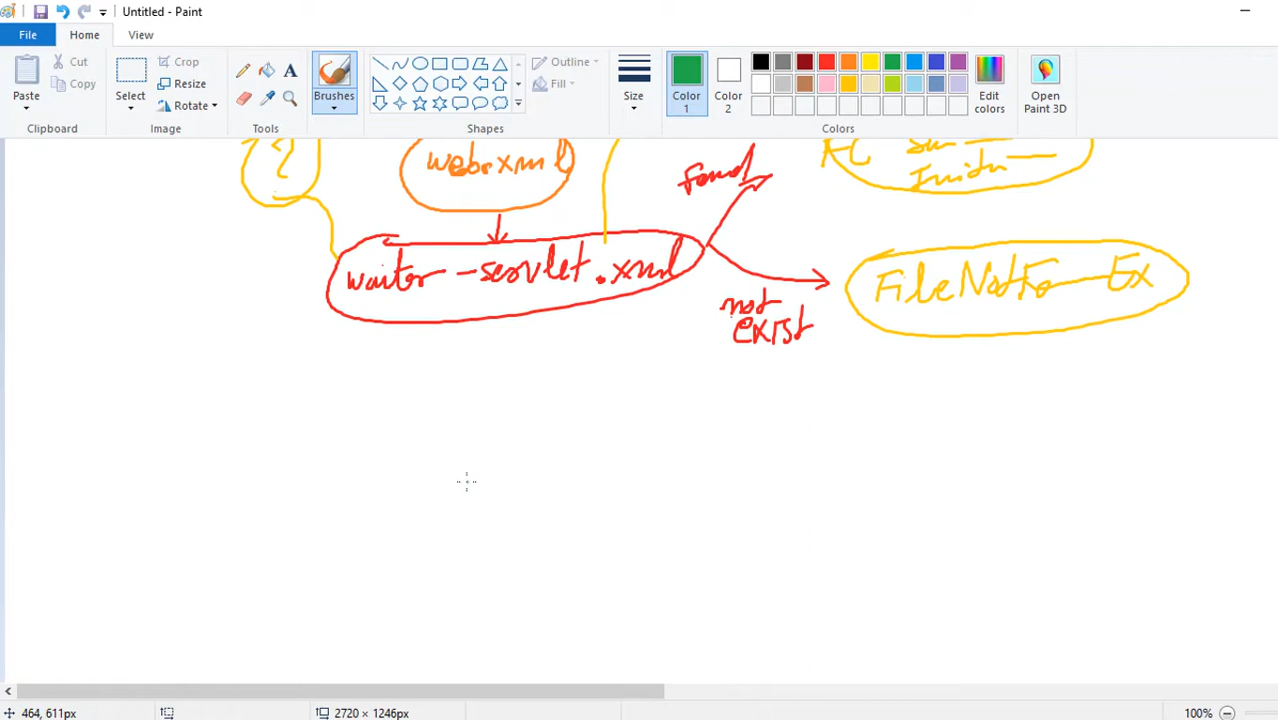 Untitled - Paint
File
Home
View
Paste
Cut
Copy
Clipboard
Select
Crop
Resize
Rotate
Image
Tools
Brushes
Shapes
Outline
Fill
Size
Color 1
Color 2
Colors
Edit colors
Open Paint 3D
web.xml
found
waiter-servlet.xml
not
exist
FileNotFo Ex
464, 611px
2720 × 1246px
100%